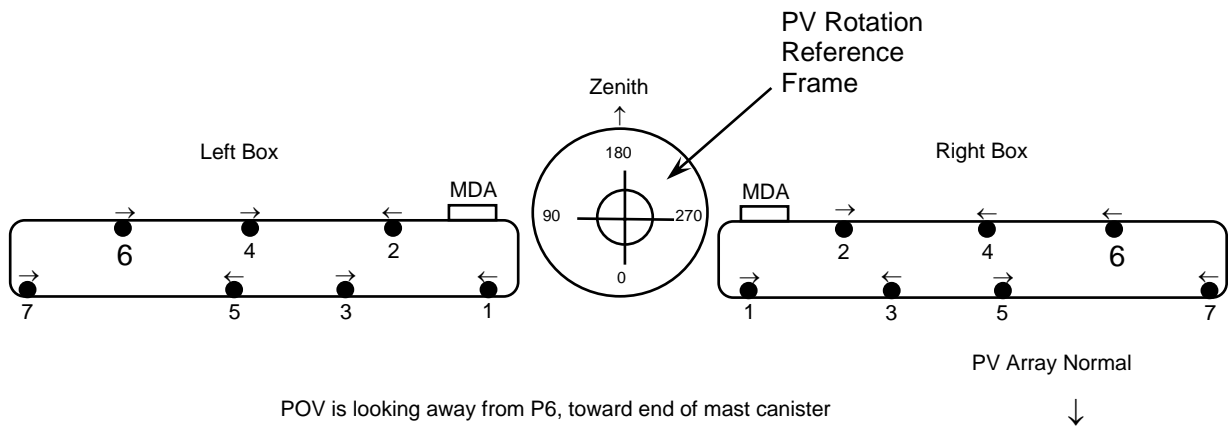 PV Rotation
Reference
Frame
Zenith
↑
Left Box
Right Box
180
MDA
MDA
90
270
→ → ←
→ ← ←
6 4 2
2 4 6
0
→ ← → ←
← → ←
7 5 3 1
1 3 5 7
PV Array Normal
POV is looking away from P6, toward end of mast canister
↓